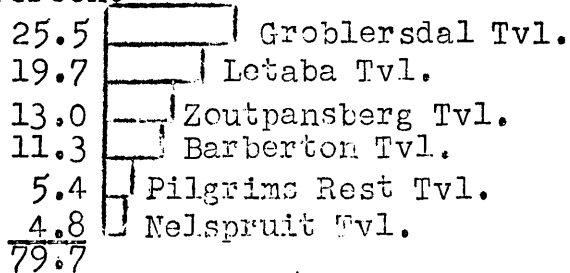 25.5 Groblersdal Tvl.
19.7 Letaba Tvl.
13.0 Zoutpansberg Tvl.
11.3 Barberton Tvl.
5.4 Pilgrims Rest Tvl.
4.8 Nelspruit Tvl.
79.7